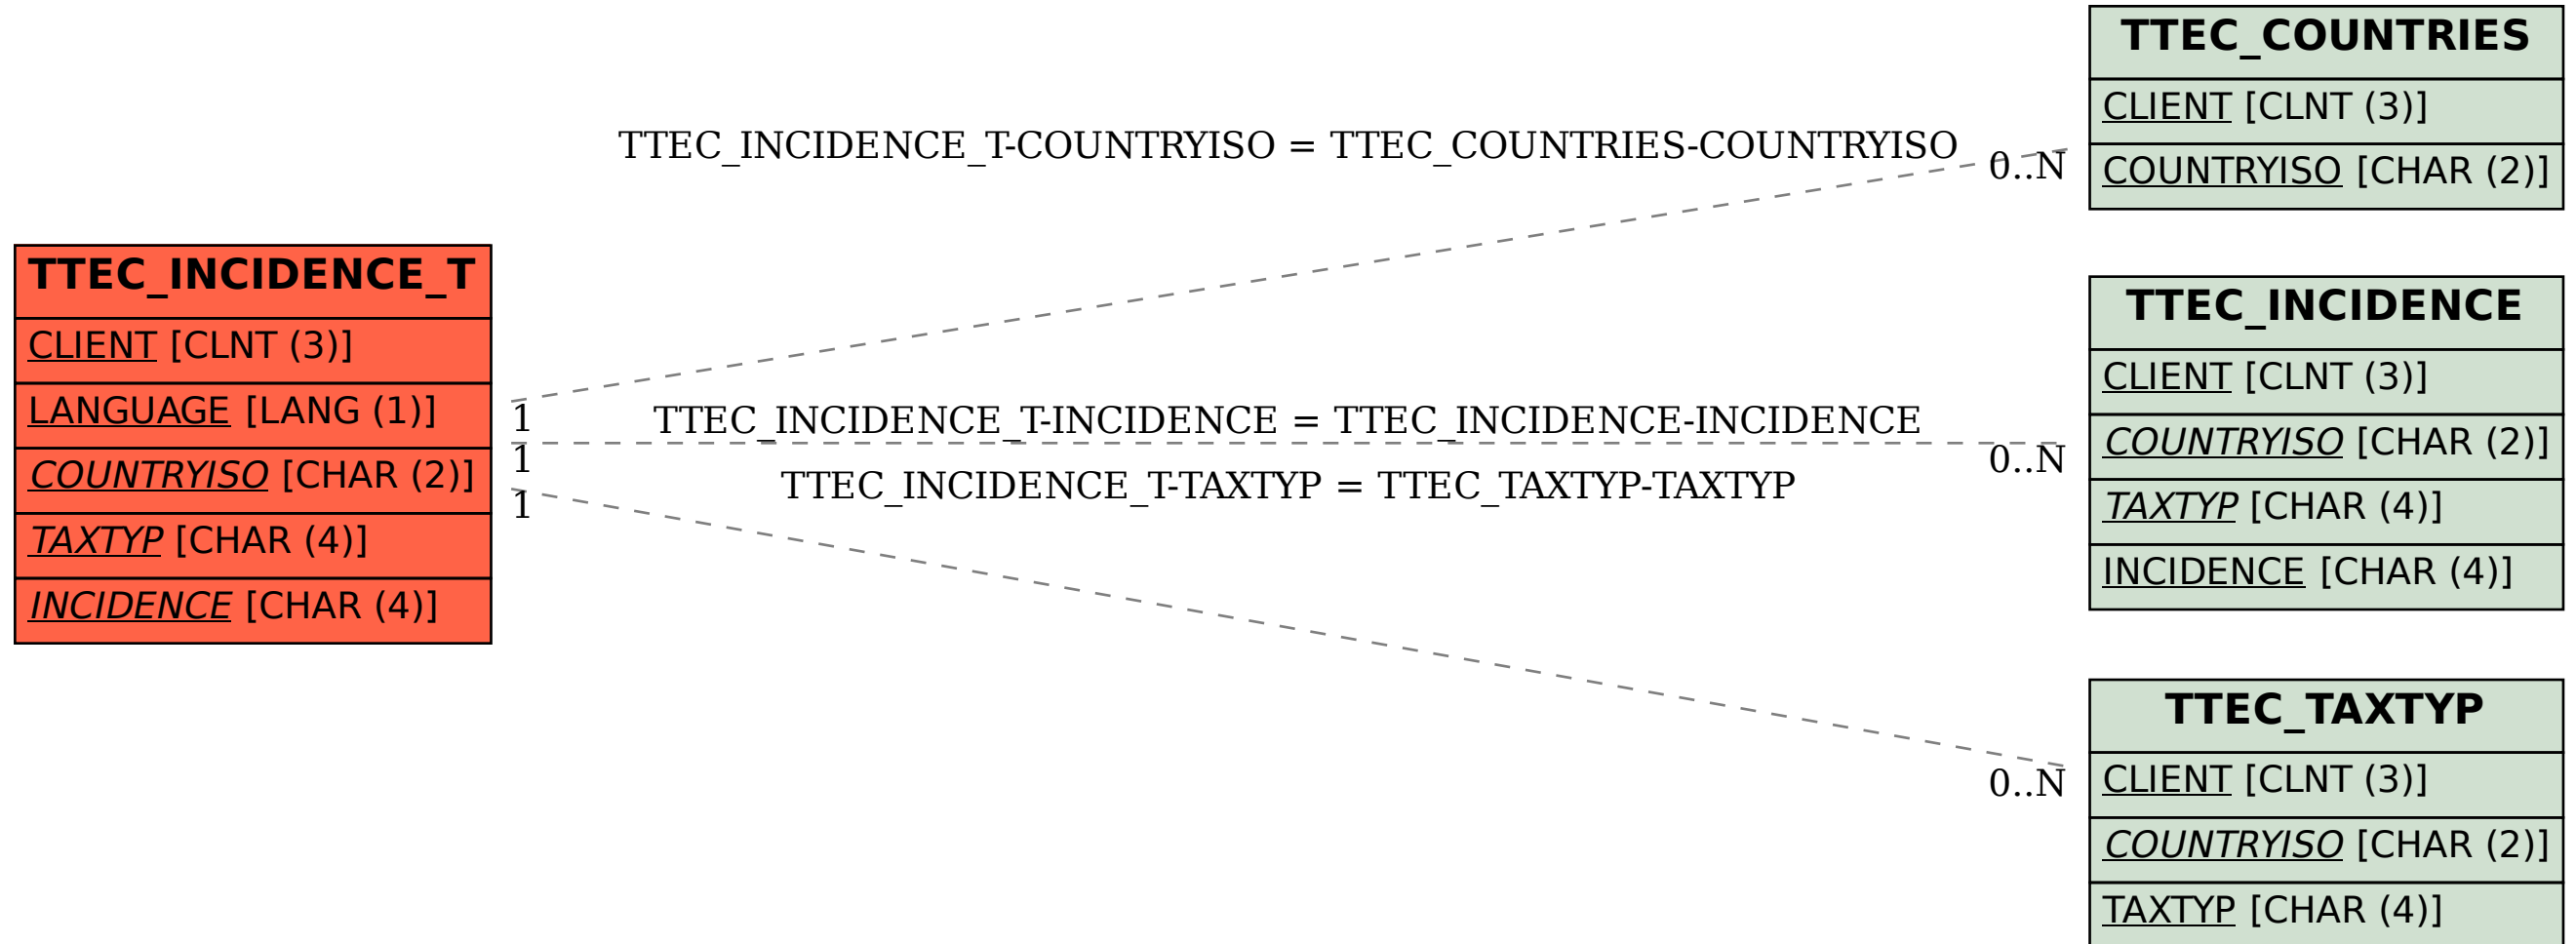 TTEC_INCIDENCE_T
CLIENT [CLNT (3)]
LANGUAGE [LANG (1)]
COUNTRYISO [CHAR (2)]
TAXTYP [CHAR (4)]
INCIDENCE [CHAR (4)]
TTEC_INCIDENCE_T-COUNTRYISO = TTEC_COUNTRIES-COUNTRYISO
1
0..N
TTEC_INCIDENCE_T-INCIDENCE = TTEC_INCIDENCE-INCIDENCE
1
0..N
TTEC_INCIDENCE_T-TAXTYP = TTEC_TAXTYP-TAXTYP
1
0..N
TTEC_COUNTRIES
CLIENT [CLNT (3)]
COUNTRYISO [CHAR (2)]
TTEC_INCIDENCE
CLIENT [CLNT (3)]
COUNTRYISO [CHAR (2)]
TAXTYP [CHAR (4)]
INCIDENCE [CHAR (4)]
TTEC_TAXTYP
CLIENT [CLNT (3)]
COUNTRYISO [CHAR (2)]
TAXTYP [CHAR (4)]